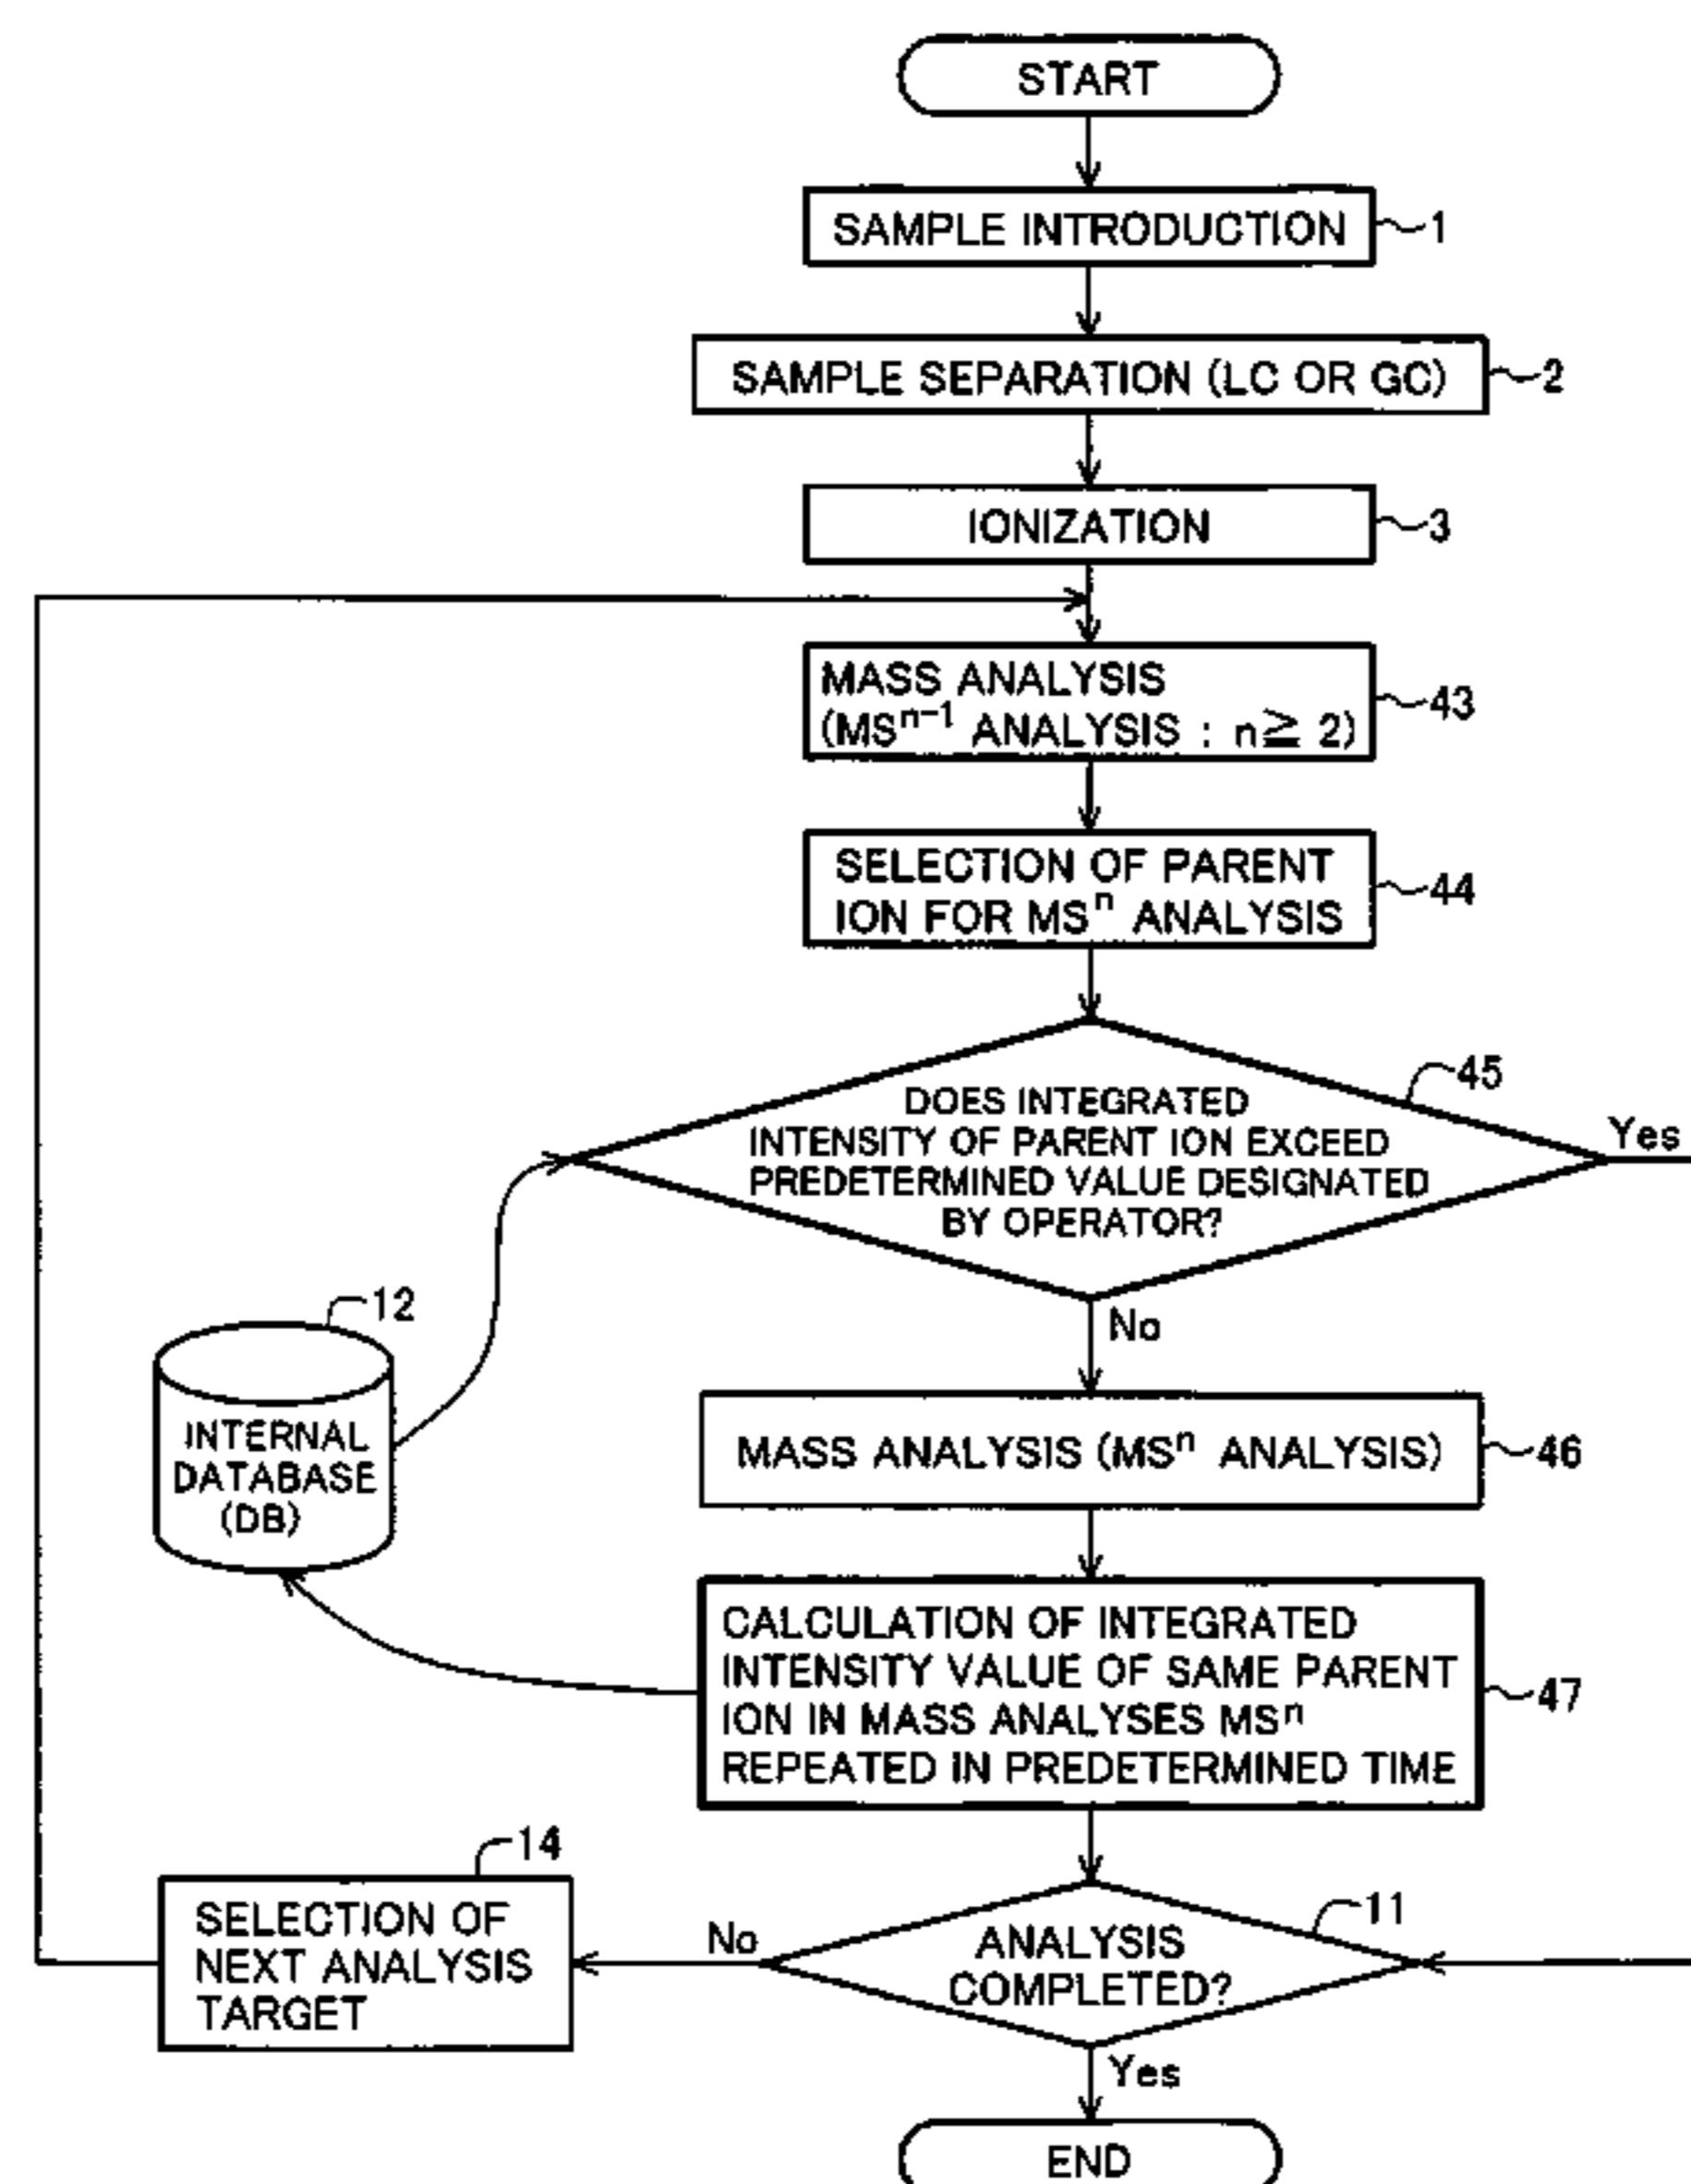 START
SAMPLE INTRODUCTION
1
SAMPLE SEPARATION (LC OR GC)
2
IONIZATION
3
MASS ANALYSIS
(MSⁿ⁻¹ ANALYSIS : n≧ 2)
43
SELECTION OF PARENT
ION FOR MSⁿ ANALYSIS
44
DOES INTEGRATED
INTENSITY OF PARENT ION EXCEED
PREDETERMINED VALUE DESIGNATED
BY OPERATOR?
45
Yes
No
12
INTERNAL
DATABASE
(DB)
MASS ANALYSIS (MSⁿ ANALYSIS)
46
CALCULATION OF INTEGRATED
INTENSITY VALUE OF SAME PARENT
ION IN MASS ANALYSES MSⁿ
REPEATED IN PREDETERMINED TIME
47
14
SELECTION OF
NEXT ANALYSIS
TARGET
No
ANALYSIS
COMPLETED?
11
Yes
END